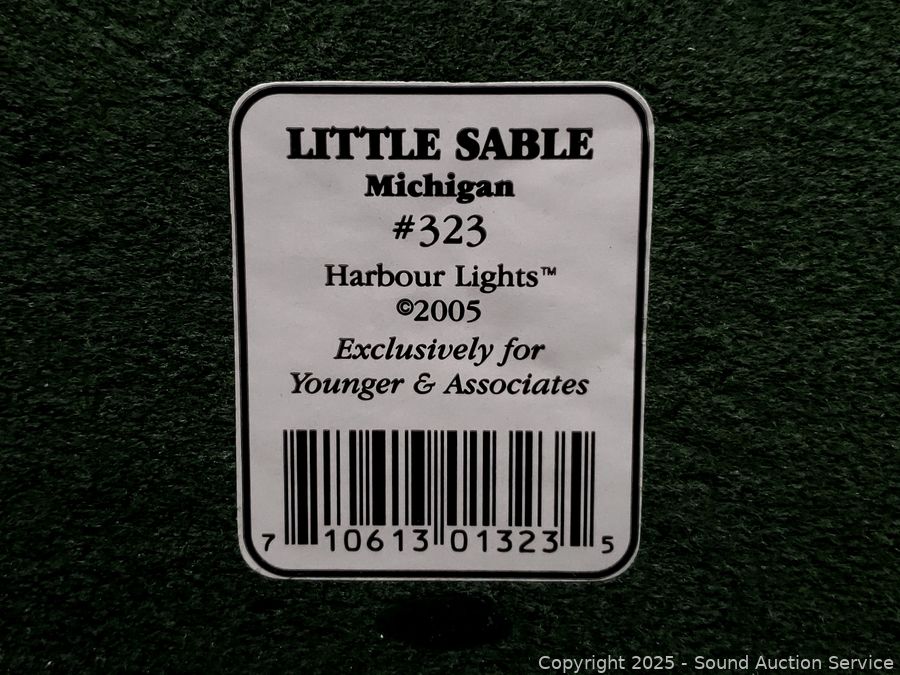 LITTLE SABLE
Michigan
#323
Harbour Lights™
©2005
Exclusively for
Younger & Associates
7 10613 01323 5
Copyright 2025 - Sound Auction Service